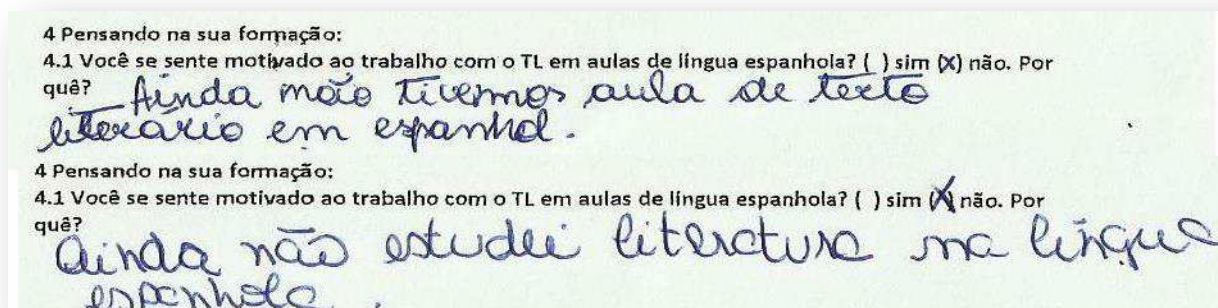 4 Pensando na sua formação:
4.1 Você se sente motivado ao trabalho com o TL em aulas de língua espanhola? ( ) sim (X) não. Por
quê? Ainda não tivemos aula de texto
literário em espanhol.
4 Pensando na sua formação:
4.1 Você se sente motivado ao trabalho com o TL em aulas de língua espanhola? ( ) sim (X) não. Por
quê?
Ainda não estudei literatura na língua
espanhola.